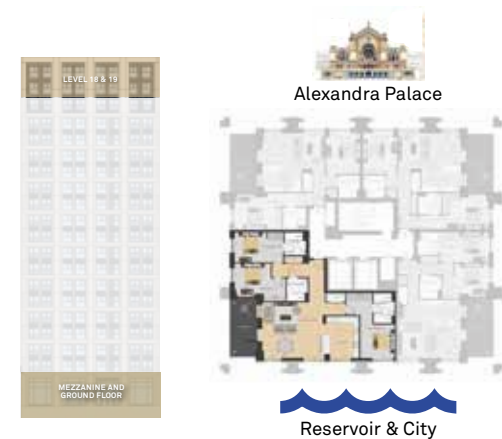 LEVEL 18 & 19
Alexandra Palace
MEZZANINE AND
GROUND FLOOR
Reservoir & City